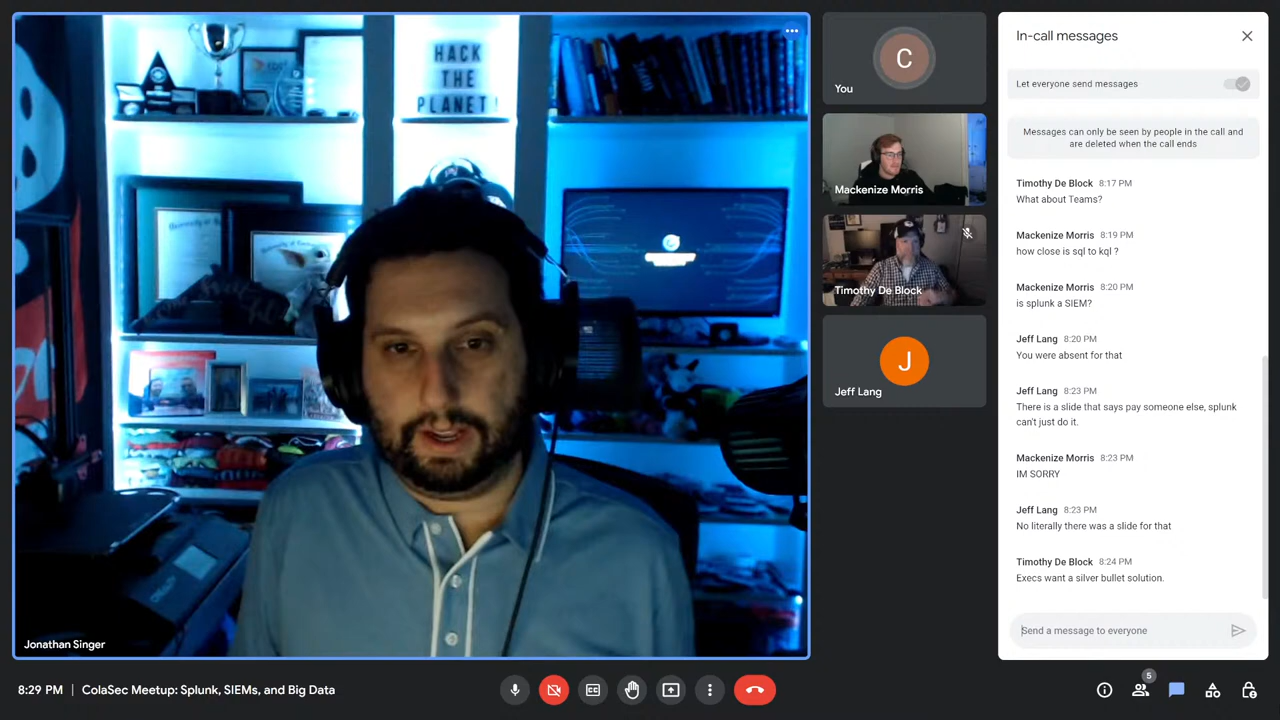 HACK
THE
PLANET!
Jonathan Singer
C
You
Mackenize Morris
Timothy De Block
J
Jeff Lang
In-call messages
Let everyone send messages
Messages can only be seen by people in the call and
are deleted when the call ends
Timothy De Block 8:17 PM
What about Teams?
Mackenize Morris 8:19 PM
how close is sql to kql ?
Mackenize Morris 8:20 PM
is splunk a SIEM?
Jeff Lang 8:20 PM
You were absent for that
Jeff Lang 8:23 PM
There is a slide that says pay someone else, splunk
can't just do it.
Mackenize Morris 8:23 PM
IM SORRY
Jeff Lang 8:23 PM
No literally there was a slide for that
Timothy De Block 8:24 PM
Execs want a silver bullet solution.
Send a message to everyone
8:29 PM | ColaSec Meetup: Splunk, SIEMs, and Big Data
5